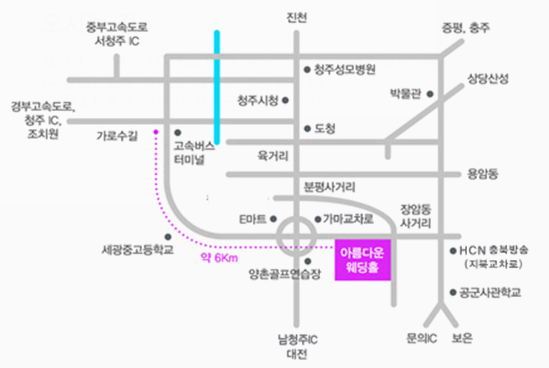 중부고속도로
서청주 IC
진천
증평, 충주
청주성모병원
상당산성
박물관
청주시청
경부고속도로,
청주 IC,
조치원
가로수길
고속버스
터미널
도청
육거리
용암동
분평사거리
E마트
가마교차로
장암동
사거리
세광중고등학교
약 6Km
아름다운
웨딩홀
HCN 충북방송
(지북교차로)
양촌골프연습장
공군사관학교
남청주IC
대전
문의IC
보은